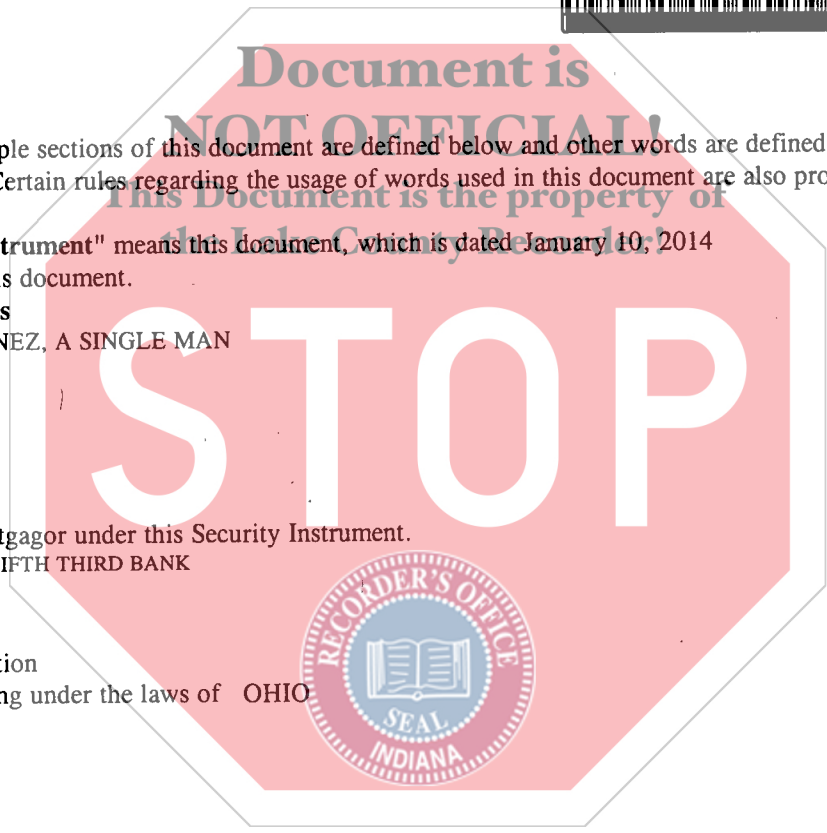 Document is
NOT OFFICIAL!
ple sections of this document are defined below and other words are defined
Certain rules regarding the usage of words used in this document are also pro
This Document is the property of
the Lake County Recorder!
trument" means this document, which is dated January 10, 2014
s document.
s
NEZ, A SINGLE MAN
STOP
tgagor under this Security Instrument.
IFTH THIRD BANK
tion
ng under the laws of OHIO
RECORDER'S OFFICE
SEAL
INDIANA